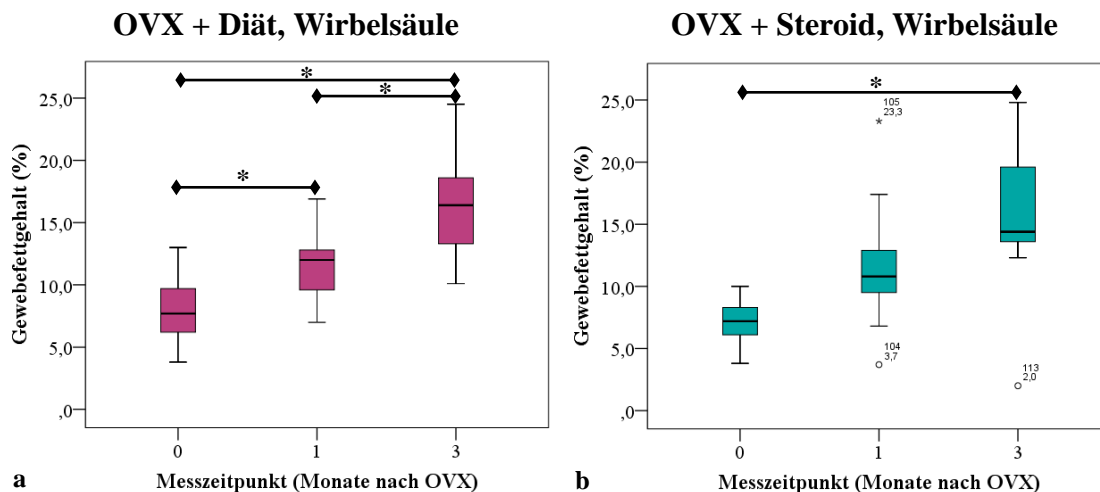 OVX + Diät, Wirbelsäule
Gewebefettgehalt (%)
25,0
20,0
15,0
10,0
5,0
,0
*
*
*
0 1 3
Messzeitpunkt (Monate nach OVX)
a
OVX + Steroid, Wirbelsäule
Gewebefettgehalt (%)
25,0
20,0
15,0
10,0
5,0
,0
*
105
23,3
*
104
3,7
113
2,0
0 1 3
Messzeitpunkt (Monate nach OVX)
b